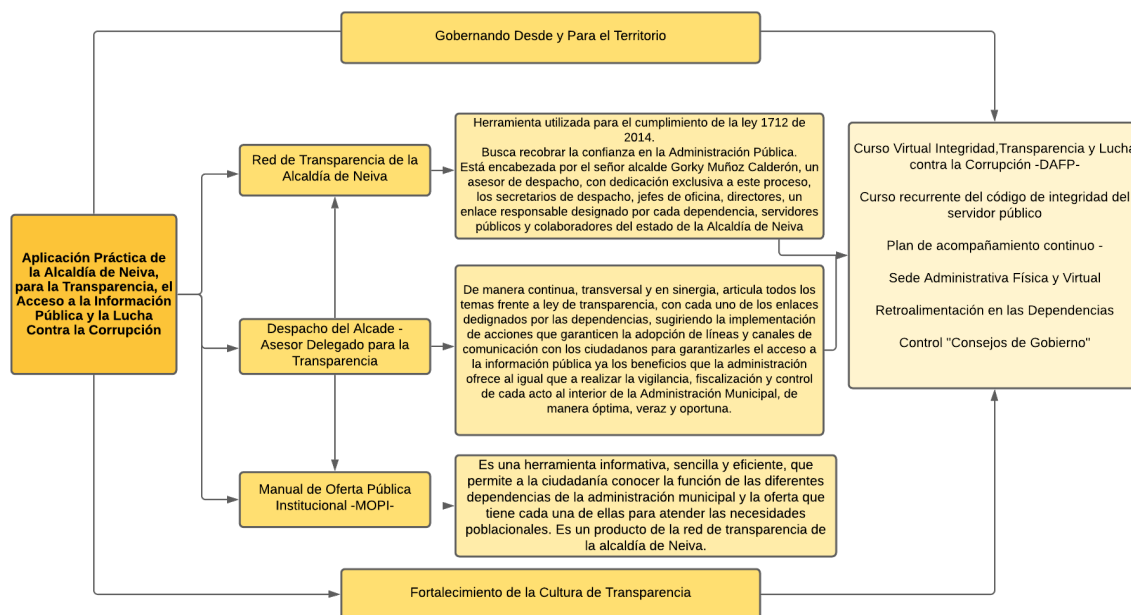 Gobernando Desde y Para el Territorio
Aplicación Práctica de
la Alcaldía de Neiva,
para la Transparencia, el
Acceso a la Información
Pública y la Lucha
Contra la Corrupción
Red de Transparencia de la
Alcaldía de Neiva
Herramienta utilizada para el cumplimiento de la ley 1712 de
2014.
Busca recobrar la confianza en la Administración Pública.
Está encabezada por el señor alcalde Gorky Muñoz Calderón, un
asesor de despacho, con dedicación exclusiva a este proceso,
los secretarios de despacho, jefes de oficina, directores, un
enlace responsable designado por cada dependencia, servidores
públicos y colaboradores del estado de la Alcaldía de Neiva
Despacho del Alcade -
Asesor Delegado para la
Transparencia
De manera continua, transversal y en sinergia, articula todos los
temas frente a ley de transparencia, con cada uno de los enlaces
dedignados por las dependencias, sugiriendo la implementación
de acciones que garanticen la adopción de líneas y canales de
comunicación con los ciudadanos para garantizarles el acceso a
la información pública ya los beneficios que la administración
ofrece al igual que a realizar la vigilancia, fiscalización y control
de cada acto al interior de la Administración Municipal, de
manera óptima, veraz y oportuna.
Manual de Oferta Pública
Institucional -MOPI-
Es una herramienta informativa, sencilla y eficiente, que
permite a la ciudadanía conocer la función de las diferentes
dependencias de la administración municipal y la oferta que
tiene cada una de ellas para atender las necesidades
poblacionales. Es un producto de la red de transparencia de
la alcaldía de Neiva.
Curso Virtual Integridad,Transparencia y Lucha
contra la Corrupción -DAFP-
Curso recurrente del código de integridad del
servidor público
Plan de acompañamiento continuo -
Sede Administrativa Física y Virtual
Retroalimentación en las Dependencias
Control "Consejos de Gobierno"
Fortalecimiento de la Cultura de Transparencia